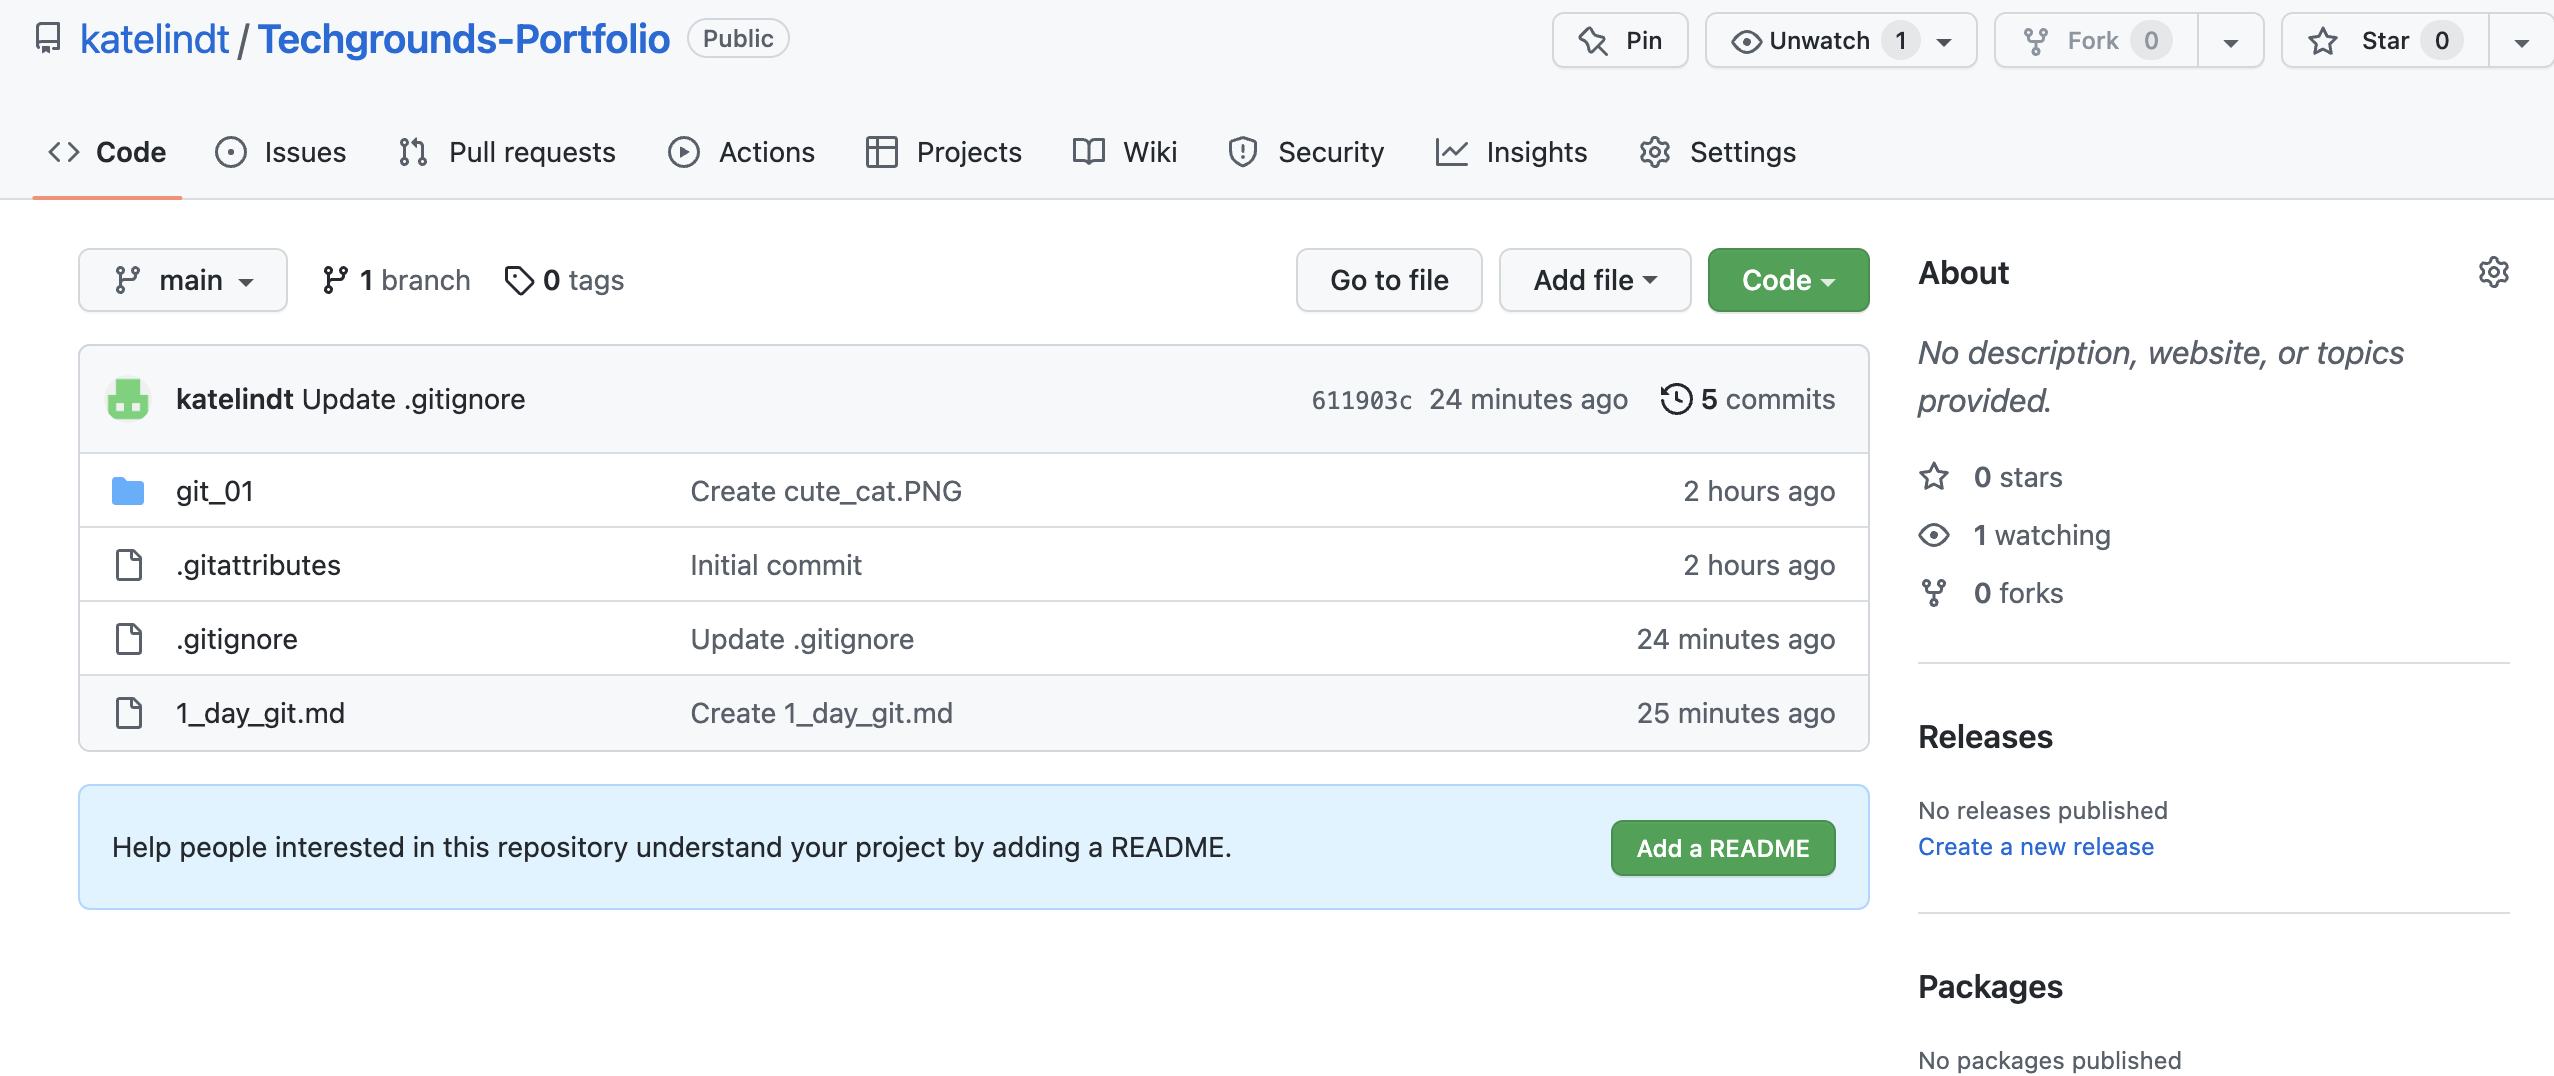 katelindt / Techgrounds-Portfolio Public Pin Unwatch 1 Fork 0 Star 0
Code Issues Pull requests Actions Projects Wiki Security Insights Settings
main 1 branch 0 tags Go to file Add file Code
katelindt Update .gitignore 611903c 24 minutes ago 5 commits
git_01 Create cute_cat.PNG 2 hours ago
.gitattributes Initial commit 2 hours ago
.gitignore Update .gitignore 24 minutes ago
1_day_git.md Create 1_day_git.md 25 minutes ago
Help people interested in this repository understand your project by adding a README. Add a README
About
No description, website, or topics
provided.
0 stars
1 watching
0 forks
Releases
No releases published
Create a new release
Packages
No packages published